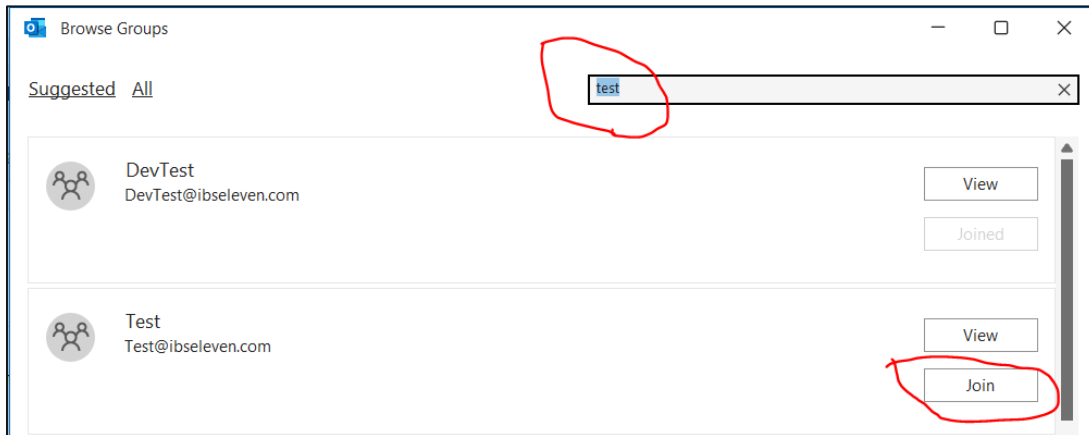 Browse Groups
Suggested All
test
DevTest
DevTest@ibseleven.com
View
Joined
Test
Test@ibseleven.com
View
Join